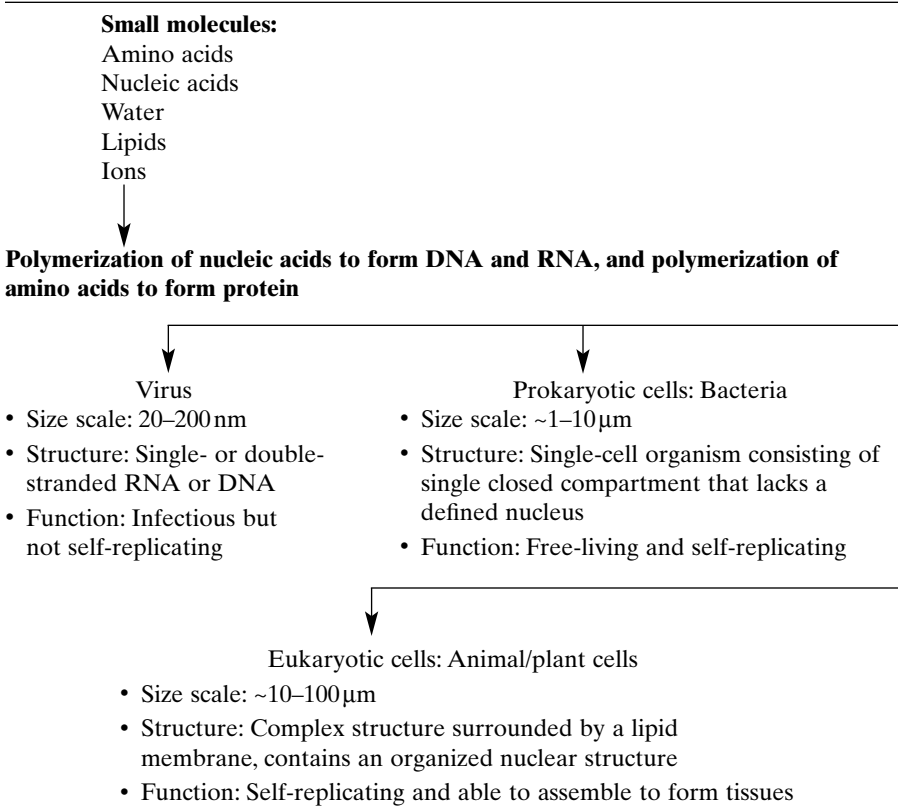 Small molecules:
Amino acids
Nucleic acids
Water
Lipids
Ions
Polymerization of nucleic acids to form DNA and RNA, and polymerization of
amino acids to form protein
Virus
• Size scale: 20–200 nm
• Structure: Single- or double-
stranded RNA or DNA
• Function: Infectious but
not self-replicating
Prokaryotic cells: Bacteria
• Size scale: ~1–10 μm
• Structure: Single-cell organism consisting of
single closed compartment that lacks a
defined nucleus
• Function: Free-living and self-replicating
Eukaryotic cells: Animal/plant cells
• Size scale: ~10–100 μm
• Structure: Complex structure surrounded by a lipid
membrane, contains an organized nuclear structure
• Function: Self-replicating and able to assemble to form tissues